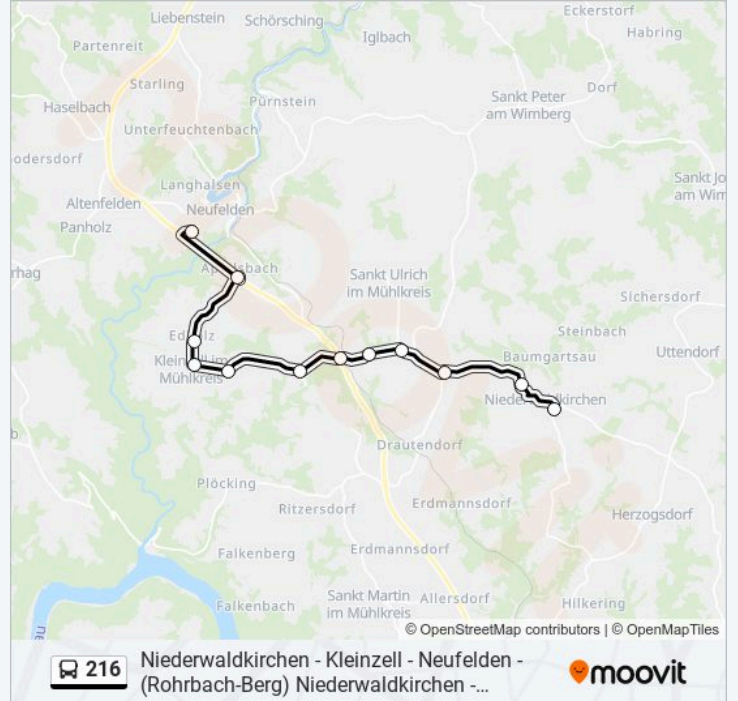 Liebenstein
Schörsching
Eckerstorf
Partenreit
Iglbach
Habring
Starling
Haselbach
Pürnstein
Sankt Peter
am Wimberg
Dorf
Unterfeuchtenbach
odersdorf
Langhalsen
Sankt Jo
am Wim
Altenfelden
Neufelden
Panholz
rhag
Sankt Ulrich
im Mühlkreis
Sichersdorf
Steinbach
Baumgartsau
Uttendorf
Mühlkreis
b
Drautendorf
Plöcking
Ritzersdorf
Erdmannsdorf
Herzogsdorf
Falkenberg
Erdmannsdorf
Falkenbach
Sankt Martin
im Mühlkreis
Allersdorf
Hilkering
© OpenStreetMap contributors | © OpenMapTiles
216
Niederwaldkirchen - Kleinzell - Neufelden -
(Rohrbach-Berg) Niederwaldkirchen -...
moovit